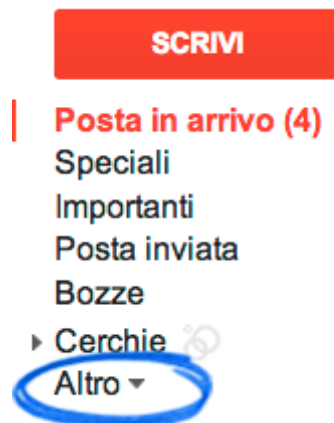 SCRIVI
Posta in arrivo (4)
Speciali
Importanti
Posta inviata
Bozze
Cerchie
Altro